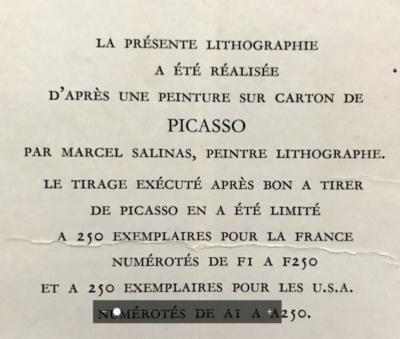 LA PRÉSENTE LITHOGRAPHIE
A ÉTÉ RÉALISÉE
D'APRÈS UNE PEINTURE SUR CARTON DE
PICASSO
PAR MARCEL SALINAS, PEINTRE LITHOGRAPHE.
LE TIRAGE EXÉCUTÉ APRÈS BON A TIRER
DE PICASSO EN A ÉTÉ LIMITÉ
A 250 EXEMPLAIRES POUR LA FRANCE
NUMÉROTÉS DE F1 A F250
ET A 250 EXEMPLAIRES POUR LES U.S.A.
NUMÉROTÉS DE A1 A A250.